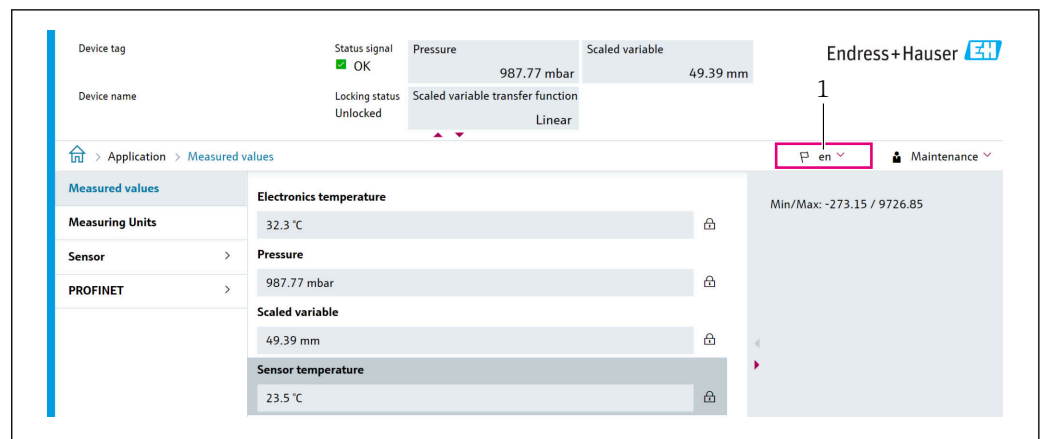 Device tag
Status signal
OK
Pressure
987.77 mbar
Scaled variable
49.39 mm
Endress+Hauser EH
1
Device name
Locking status
Unlocked
Scaled variable transfer function
Linear
> Application > Measured values
en
Maintenance
Measured values
Measuring Units
Sensor >
PROFINET >
Electronics temperature
32.3 °C
Pressure
987.77 mbar
Scaled variable
49.39 mm
Sensor temperature
23.5 °C
Min/Max: -273.15 / 9726.85